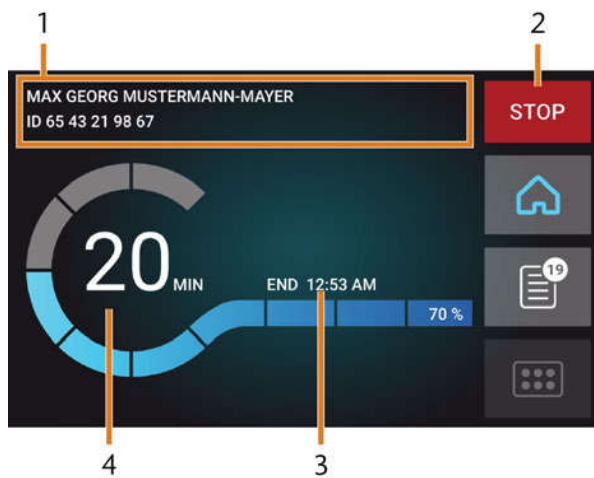 1
2
MAX GEORG MUSTERMANN-MAYER
ID 65 43 21 98 67
STOP
19
20 MIN
END 12:53 AM
70 %
4
3